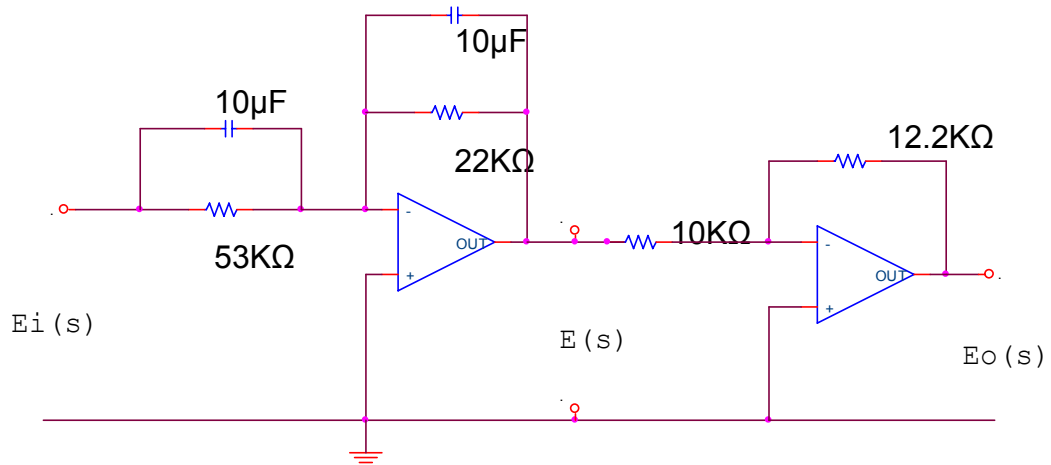 10µF
10µF
22KΩ
12.2KΩ
53KΩ
-
+
OUT
10KΩ
-
+
OUT
Ei(s)
E(s)
Eo(s)